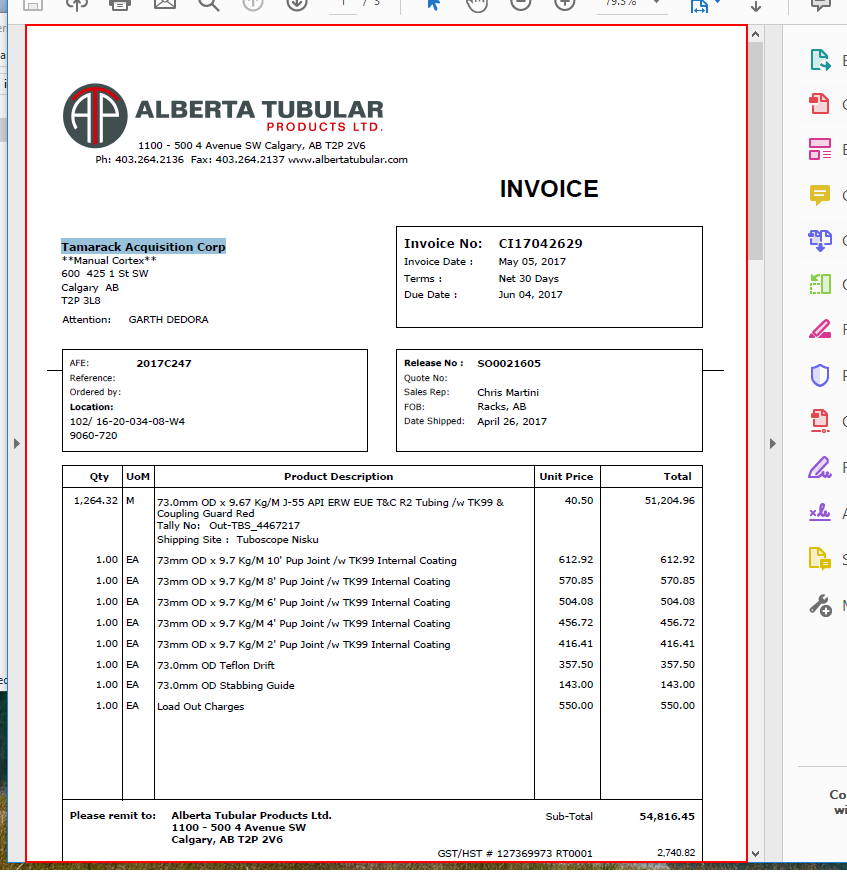 1 / 3
79.3%
ALBERTA TUBULAR
PRODUCTS LTD.
1100 - 500 4 Avenue SW Calgary, AB T2P 2V6
Ph: 403.264.2136 Fax: 403.264.2137 www.albertatubular.com
INVOICE
Tamarack Acquisition Corp
**Manual Cortex**
600 425 1 St SW
Calgary AB
T2P 3L8
Attention: GARTH DEDORA
Invoice No: CI17042629
Invoice Date : May 05, 2017
Terms : Net 30 Days
Due Date : Jun 04, 2017
AFE: 2017C247
Reference:
Ordered by:
Location:
102/ 16-20-034-08-W4
9060-720
Release No : SO0021605
Quote No:
Sales Rep: Chris Martini
FOB: Racks, AB
Date Shipped: April 26, 2017
Qty UoM Product Description Unit Price Total
1,264.32 M 73.0mm OD x 9.67 Kg/M J-55 API ERW EUE T&C R2 Tubing /w TK99 & 40.50 51,204.96
Coupling Guard Red
Tally No: Out-TBS_4467217
Shipping Site : Tuboscope Nisku
1.00 EA 73mm OD x 9.7 Kg/M 10' Pup Joint /w TK99 Internal Coating 612.92 612.92
1.00 EA 73mm OD x 9.7 Kg/M 8' Pup Joint /w TK99 Internal Coating 570.85 570.85
1.00 EA 73mm OD x 9.7 Kg/M 6' Pup Joint /w TK99 Internal Coating 504.08 504.08
1.00 EA 73mm OD x 9.7 Kg/M 4' Pup Joint /w TK99 Internal Coating 456.72 456.72
1.00 EA 73mm OD x 9.7 Kg/M 2' Pup Joint /w TK99 Internal Coating 416.41 416.41
1.00 EA 73.0mm OD Teflon Drift 357.50 357.50
1.00 EA 73.0mm OD Stabbing Guide 143.00 143.00
1.00 EA Load Out Charges 550.00 550.00
Please remit to: Alberta Tubular Products Ltd.
1100 - 500 4 Avenue SW
Calgary, AB T2P 2V6
Sub-Total 54,816.45
GST/HST # 127369973 RT0001 2,740.82
Co
wi